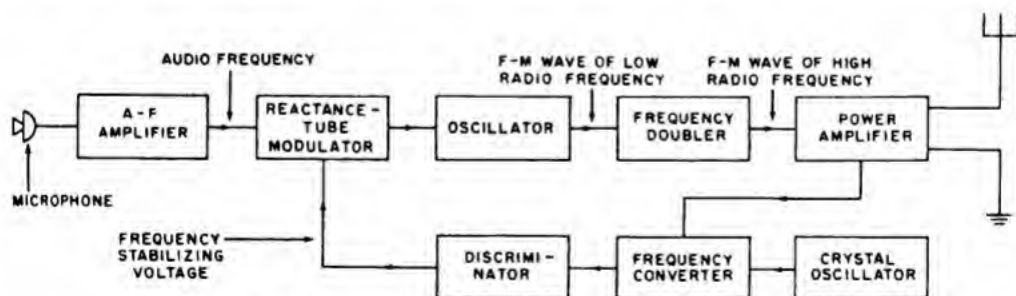 AUDIO FREQUENCY
F-M WAVE OF LOW
RADIO FREQUENCY
F-M WAVE OF HIGH
RADIO FREQUENCY
A-F
AMPLIFIER
REACTANCE-
TUBE
MODULATOR
OSCILLATOR
FREQUENCY
DOUBLER
POWER
AMPLIFIER
MICROPHONE
FREQUENCY
STABILIZING
VOLTAGE
DISCRIMI-
NATOR
FREQUENCY
CONVERTER
CRYSTAL
OSCILLATOR